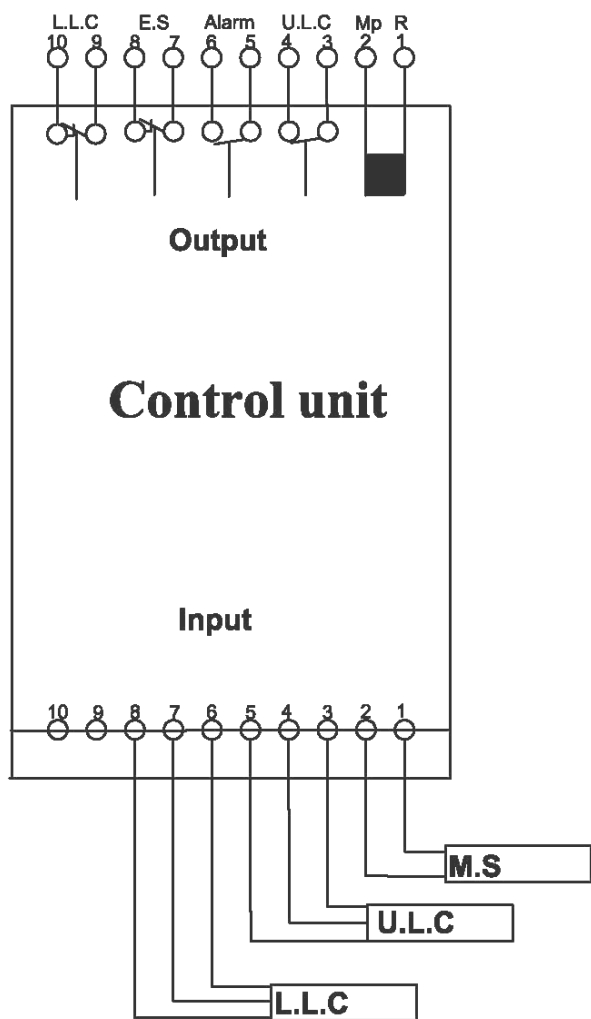 L.L.C E.S Alarm U.L.C Mp R
10 9 8 7 6 5 4 3 2 1
Output
Control unit
Input
10 9 8 7 6 5 4 3 2 1
M.S
U.L.C
L.L.C